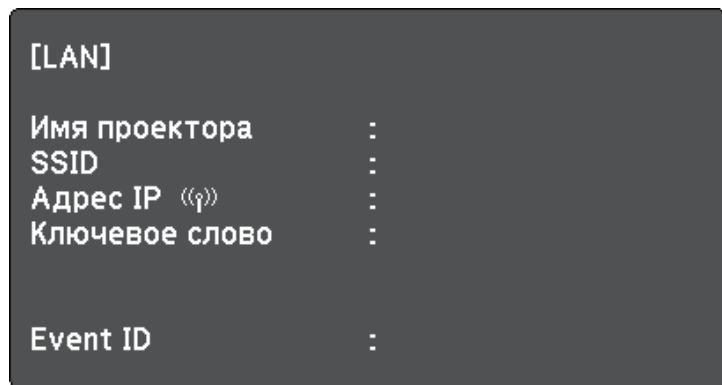 [LAN]
Имя проектора :
SSID :
Адрес IP :
Ключевое слово :
Event ID :